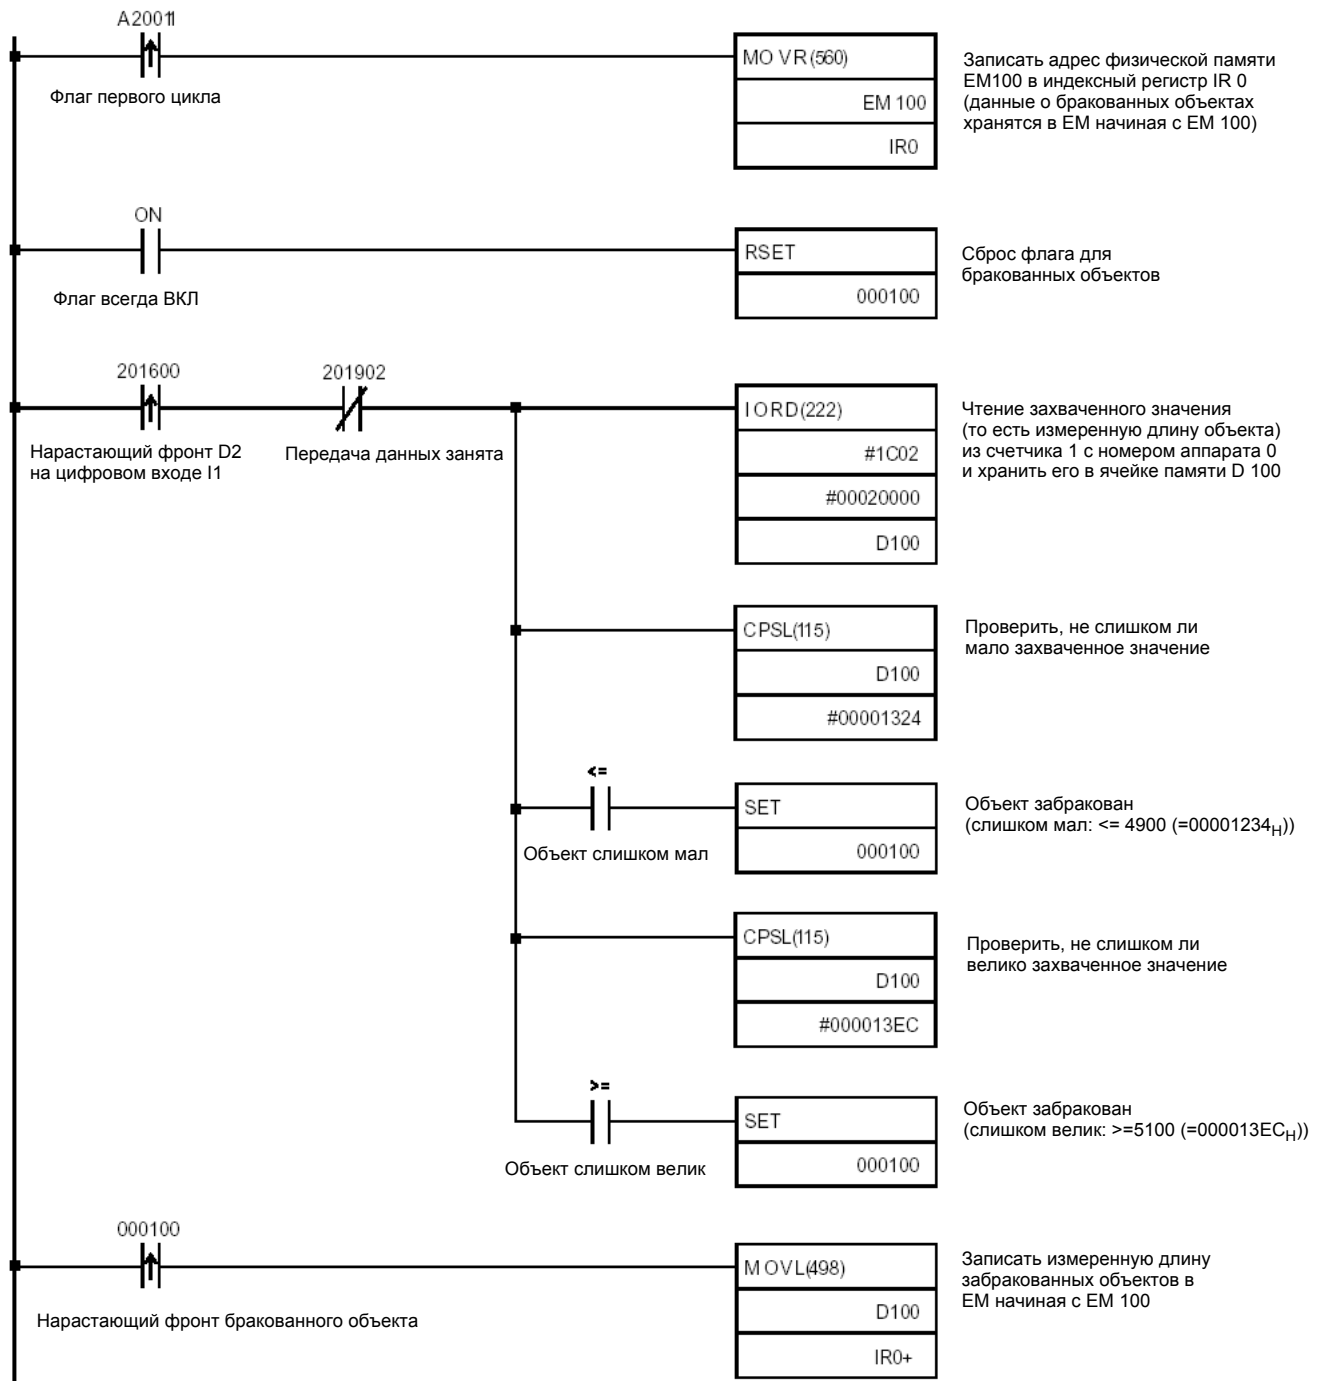 A20011
MOVR(560)
EM 100
IR0
Флаг первого цикла
Записать адрес физической памяти
EM100 в индексный регистр IR 0
(данные о бракованных объектах
хранятся в EM начиная с EM 100)
ON
RSET
000100
Флаг всегда ВКЛ
Сброс флага для
бракованных объектов
201600
201902
IORD(222)
#1C02
#00020000
D100
Нарастающий фронт D2
на цифровом входе I1
Передача данных занята
Чтение захваченного значения
(то есть измеренную длину объекта)
из счетчика 1 с номером аппарата 0
и хранить его в ячейке памяти D 100
CPSL(115)
D100
#00001324
Проверить, не слишком ли
мало захваченное значение
<=
SET
000100
Объект слишком мал
Объект забракован
(слишком мал: <= 4900 (=00001234H))
CPSL(115)
D100
#000013EC
Проверить, не слишком ли
велико захваченное значение
>=
SET
000100
Объект слишком велик
Объект забракован
(слишком велик: >=5100 (=000013ECH))
000100
MOVL(498)
D100
IR0+
Нарастающий фронт бракованного объекта
Записать измеренную длину
забракованных объектов в
EM начиная с EM 100